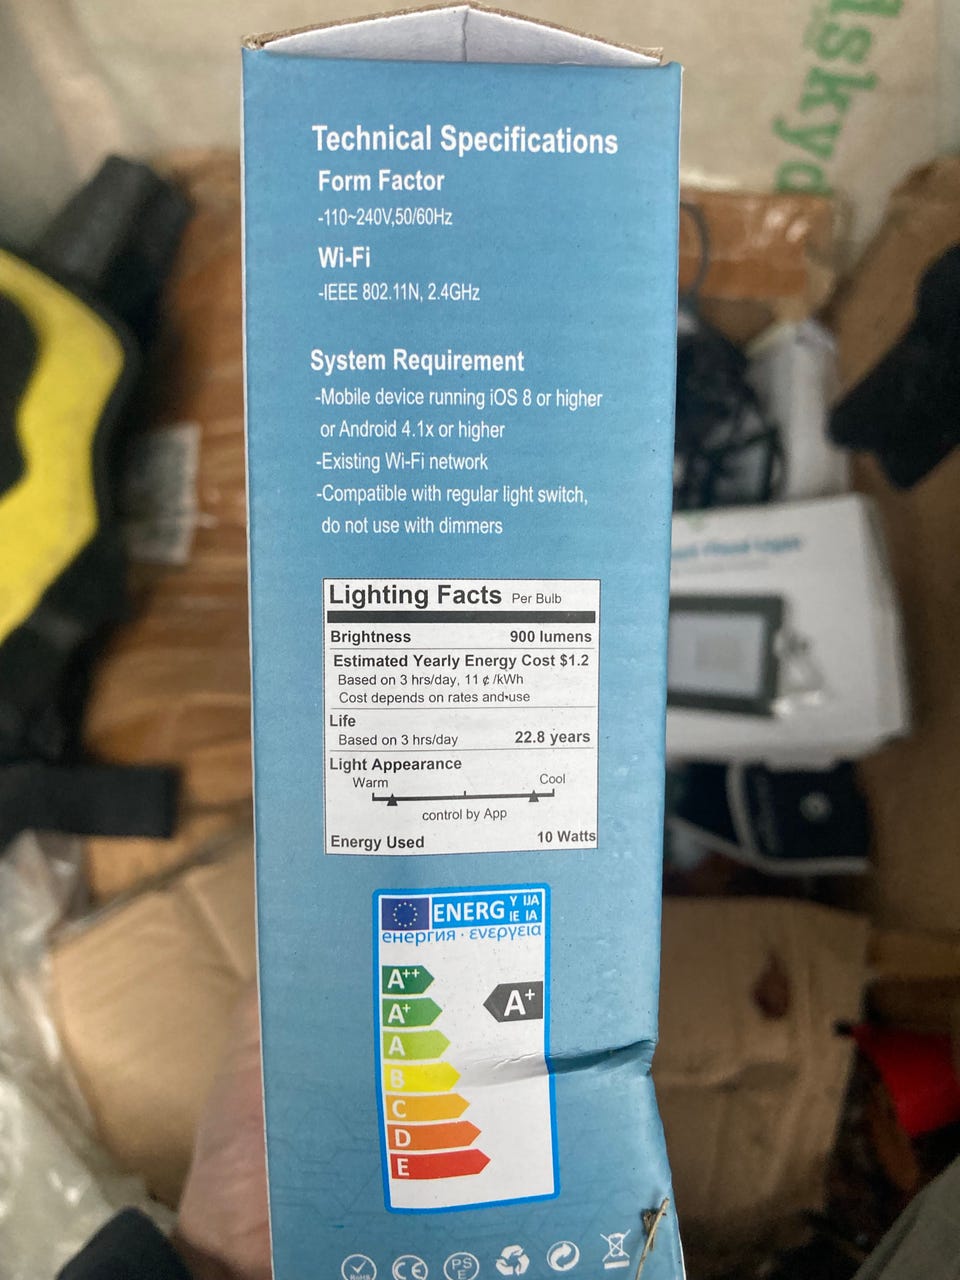 Technical Specifications
Form Factor
-110~240V,50/60Hz
Wi-Fi
-IEEE 802.11N, 2.4GHz
System Requirement
-Mobile device running iOS 8 or higher
or Android 4.1x or higher
-Existing Wi-Fi network
-Compatible with regular light switch,
do not use with dimmers
Lighting Facts Per Bulb
Brightness 900 lumens
Estimated Yearly Energy Cost $1.2
Based on 3 hrs/day, 11 ¢/kWh
Cost depends on rates and use
Life
Based on 3 hrs/day 22.8 years
Light Appearance
Warm Cool
control by App
Energy Used 10 Watts
ENERG Y IJA
IE IA
енергия · ενεργεια
A++
A+ A+
A
B
C
D
E
RoHS CE PS
E